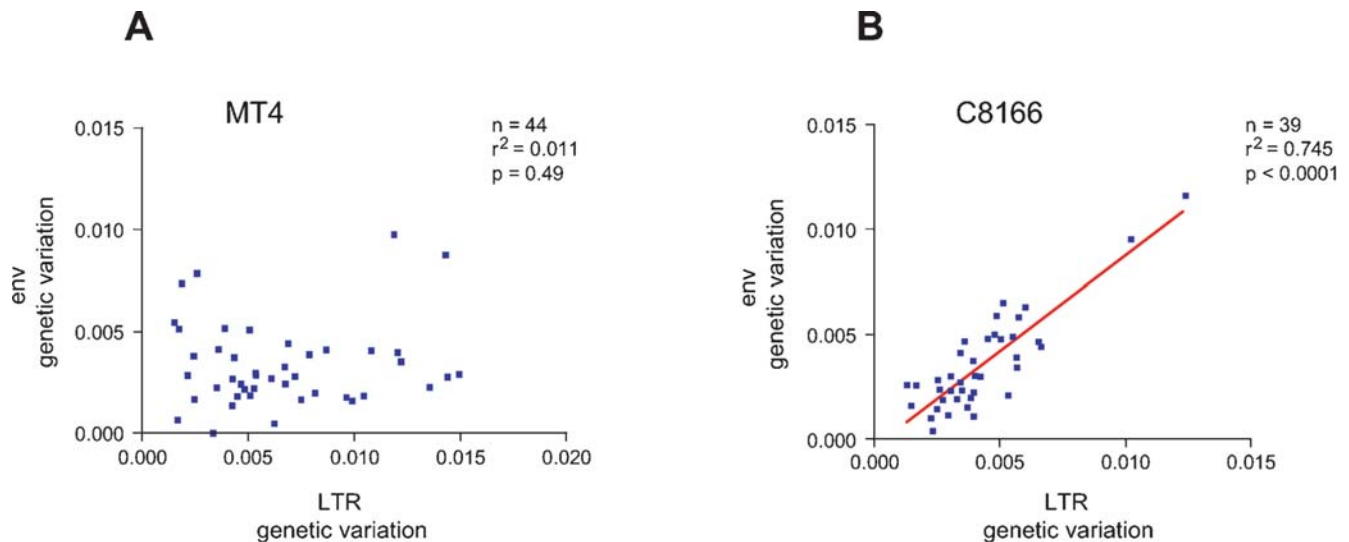 A
MT4
n = 44
r² = 0.011
p = 0.49
0.015
0.010
0.005
0.000
env
genetic variation
0.000 0.005 0.010 0.015 0.020
LTR
genetic variation
B
C8166
n = 39
r² = 0.745
p < 0.0001
0.015
0.010
0.005
0.000
env
genetic variation
0.000 0.005 0.010 0.015
LTR
genetic variation